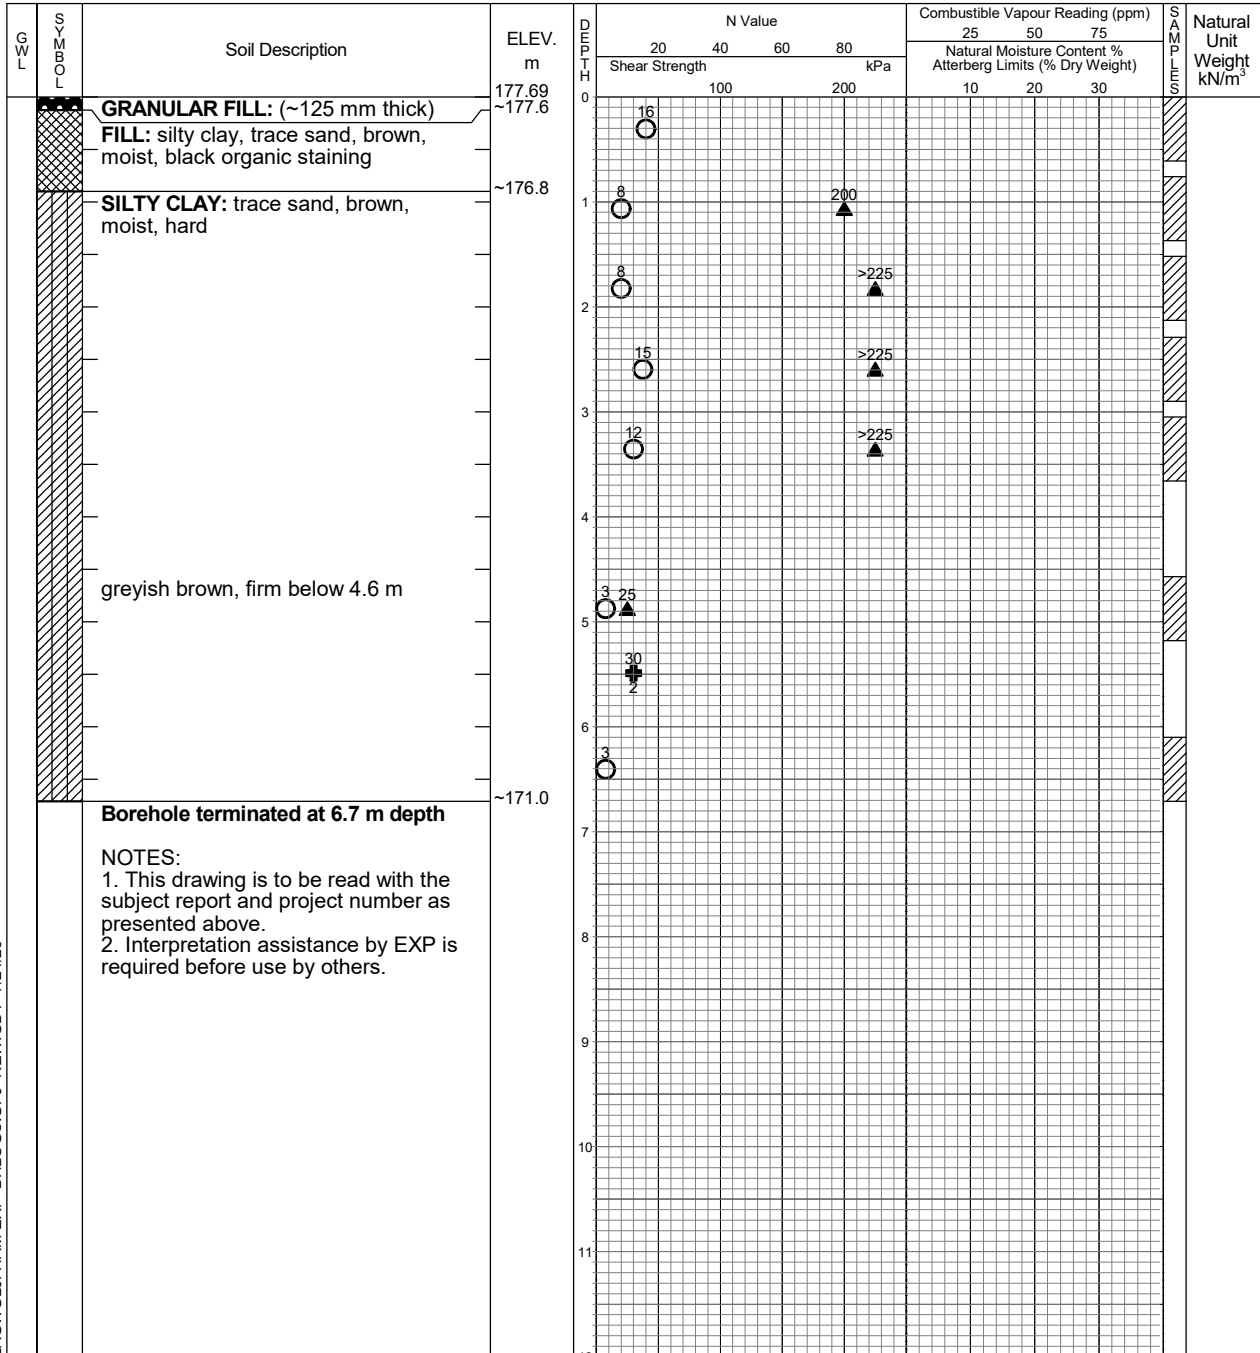 GWL
SYMBOL
Soil Description
ELEV.
m
DEPTH
N Value
20 40 60 80
Shear Strength kPa
100 200
Combustible Vapour Reading (ppm)
25 50 75
Natural Moisture Content %
Atterberg Limits (% Dry Weight)
10 20 30
SAMPLES
Natural
Unit
Weight
kN/m³
177.69
0
GRANULAR FILL: (~125 mm thick)
~177.6
16
FILL: silty clay, trace sand, brown,
moist, black organic staining
~176.8
SILTY CLAY: trace sand, brown,
moist, hard
1
8
200
8
>225
2
15
>225
3
12
>225
4
greyish brown, firm below 4.6 m
3
25
5
30
2
6
3
~171.0
Borehole terminated at 6.7 m depth
7
NOTES:
1. This drawing is to be read with the
subject report and project number as
presented above.
2. Interpretation assistance by EXP is
required before use by others.
8
9
10
11